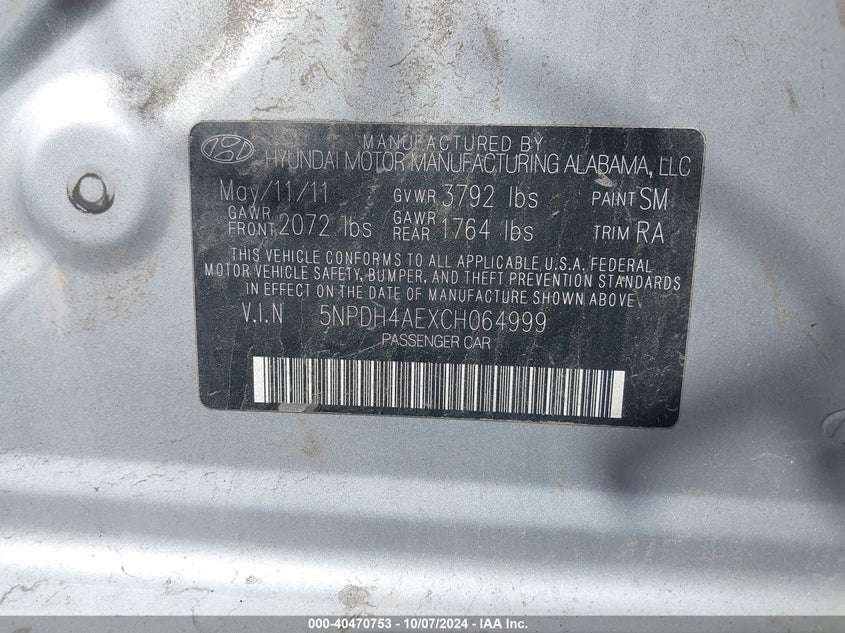 MANUFACTURED BY
HYUNDAI MOTOR MANUFACTURING ALABAMA, LLC
May/11/11 GVWR 3792 lbs PAINT SM
GAWR FRONT 2072 lbs GAWR REAR 1764 lbs TRIM RA
THIS VEHICLE CONFORMS TO ALL APPLICABLE U.S.A. FEDERAL
MOTOR VEHICLE SAFETY, BUMPER, AND THEFT PREVENTION STANDARDS
IN EFFECT ON THE DATE OF MANUFACTURE SHOWN ABOVE.
V.I.N 5NPDH4AEXCH064999
PASSENGER CAR
000-40470753 - 10/07/2024 - IAA Inc.